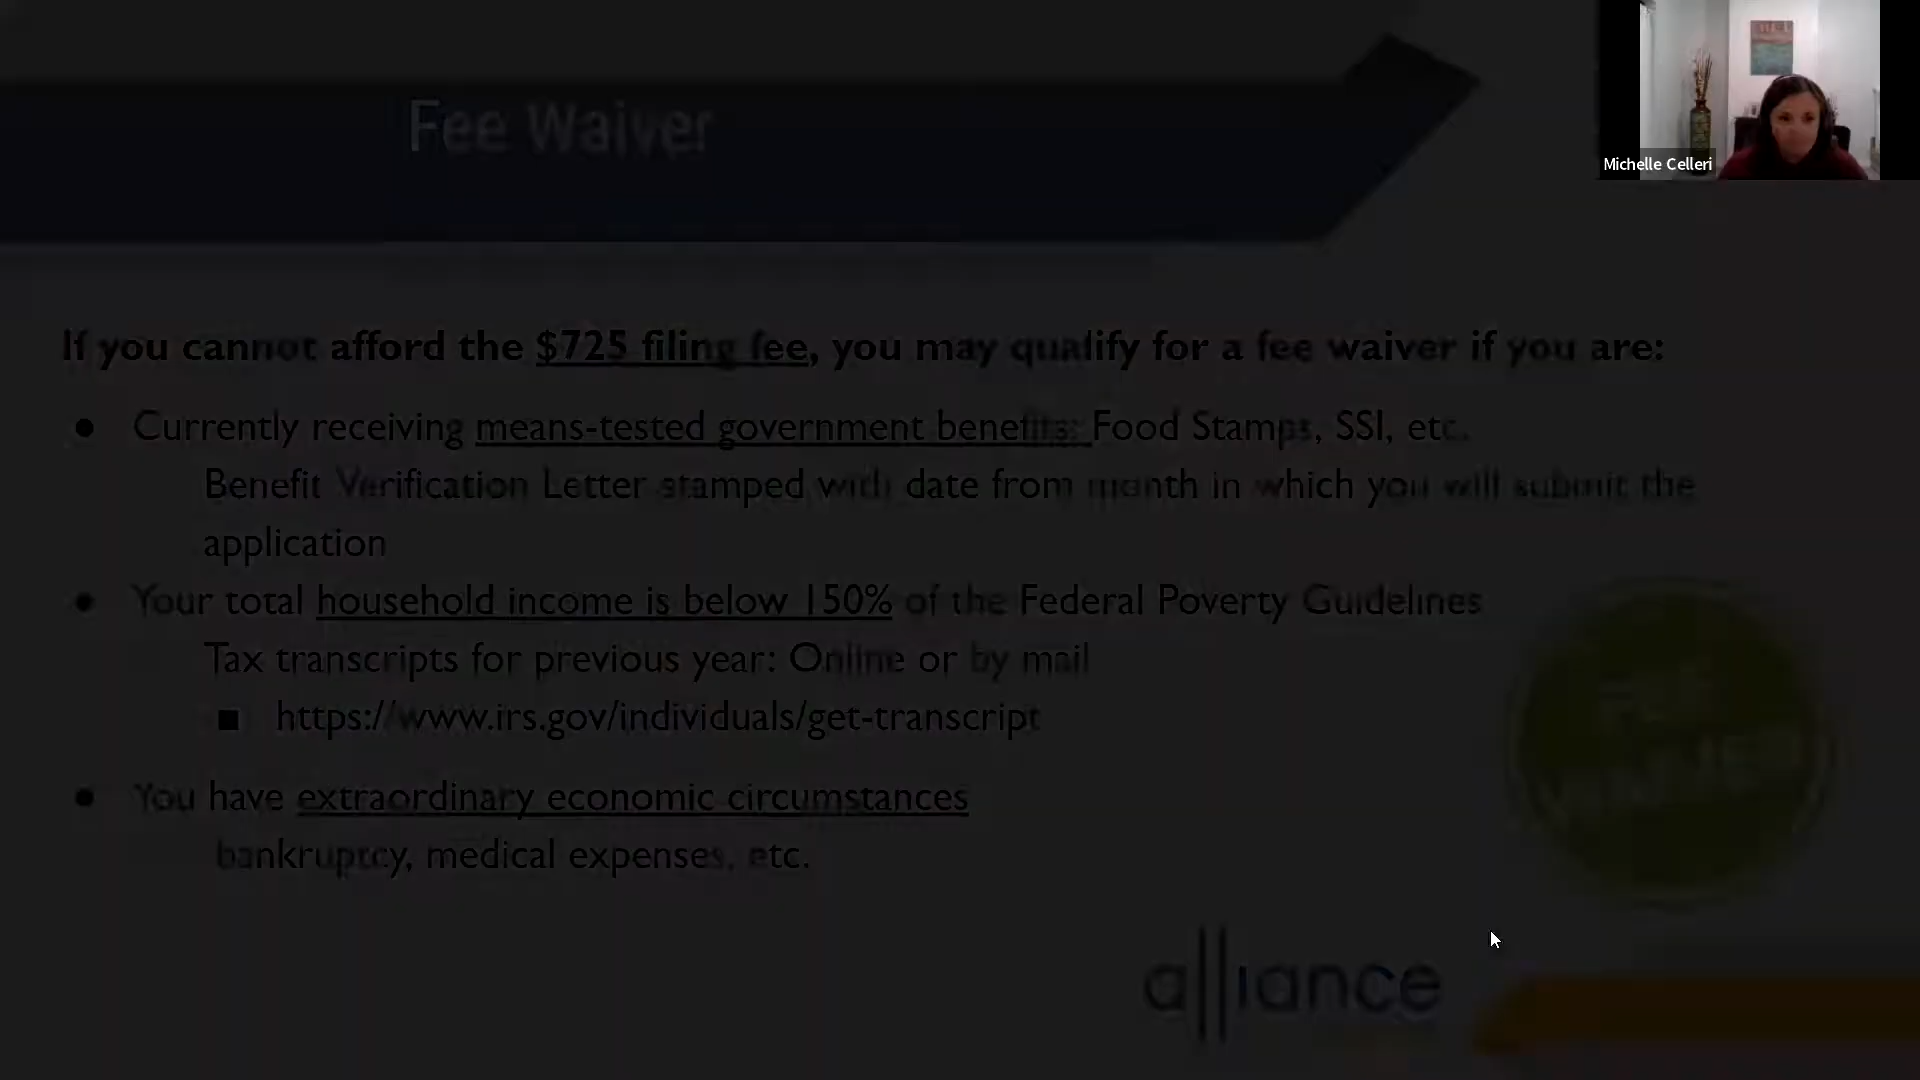 Fee Waiver
Michelle Celleri
If you cannot afford the $725 filing fee, you may qualify for a fee waiver if you are:
● Currently receiving means-tested government benefits: Food Stamps, SSI, etc.
Benefit Verification Letter stamped with date from month in which you will submit the
application
● Your total household income is below 150% of the Federal Poverty Guidelines
Tax transcripts for previous year: Online or by mail
■ https://www.irs.gov/individuals/get-transcript
● You have extraordinary economic circumstances
bankruptcy, medical expenses, etc.
FEE
WAIVED
alliance